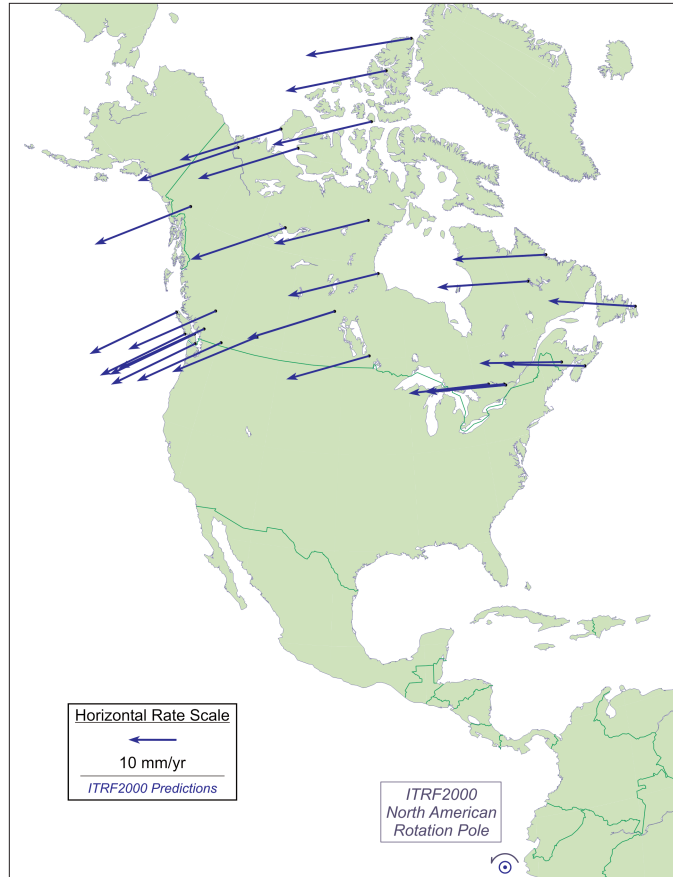 Horizontal Rate Scale
10 mm/yr
ITRF2000 Predictions
ITRF2000
North American
Rotation Pole